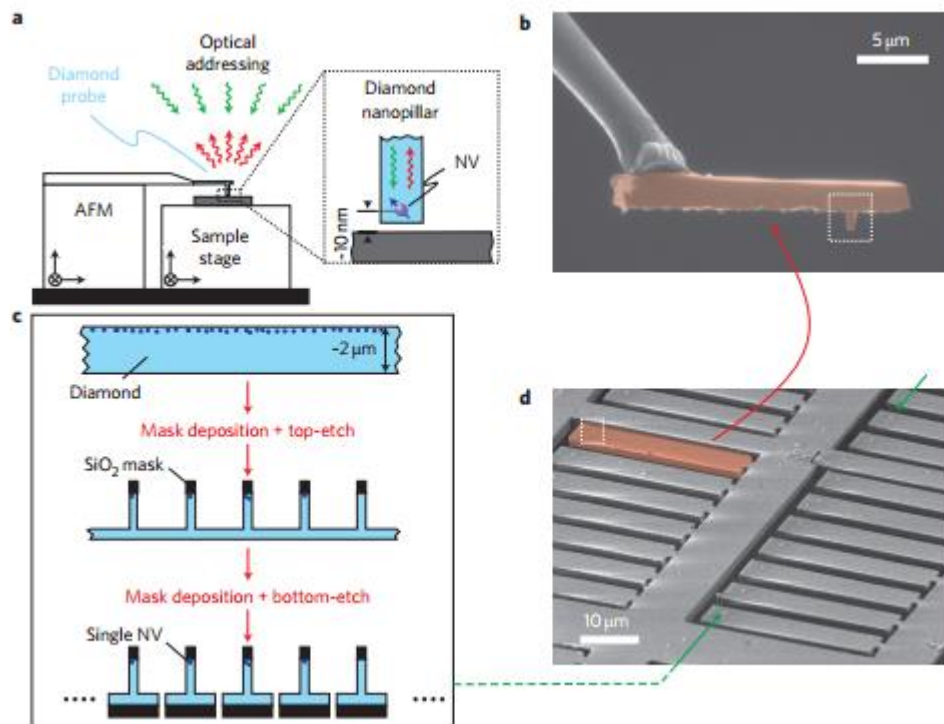 a
Optical
addressing
Diamond
probe
Diamond
nanopillar
NV
~10 nm
AFM
Sample
stage
b
5 µm
c
~2 µm
Diamond
Mask deposition + top-etch
SiO₂ mask
Mask deposition + bottom-etch
Single NV
d
10 µm